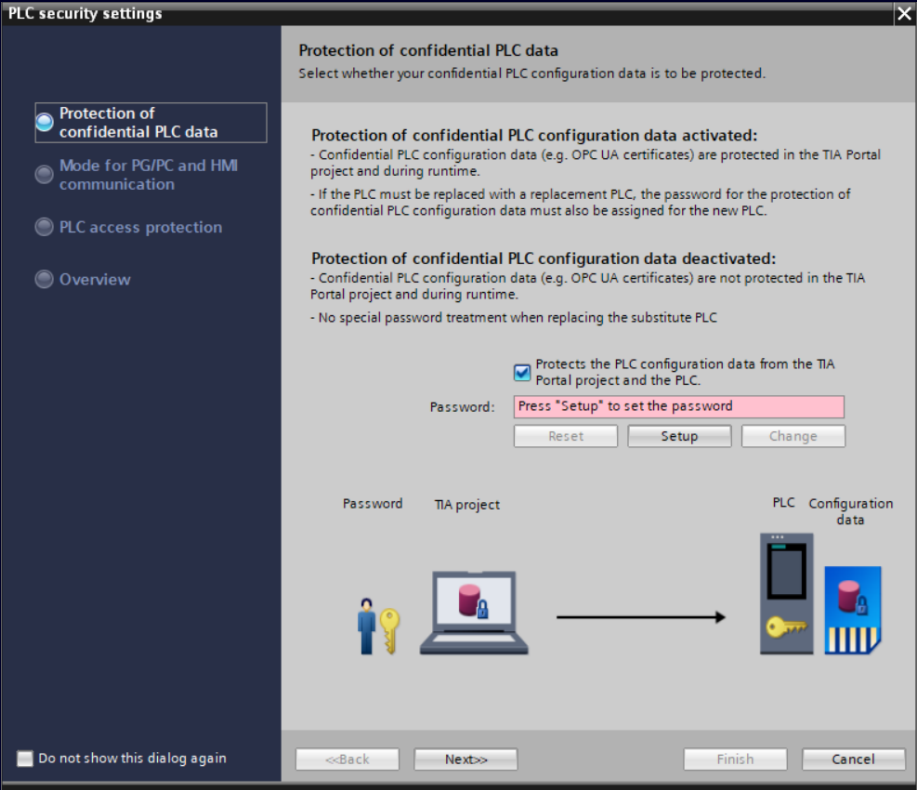 PLC security settings
Protection of
confidential PLC data
Mode for PG/PC and HMI
communication
PLC access protection
Overview
Do not show this dialog again
Protection of confidential PLC data
Select whether your confidential PLC configuration data is to be protected.
Protection of confidential PLC configuration data activated:
- Confidential PLC configuration data (e.g. OPC UA certificates) are protected in the TIA Portal
project and during runtime.
- If the PLC must be replaced with a replacement PLC, the password for the protection of
confidential PLC configuration data must also be assigned for the new PLC.
Protection of confidential PLC configuration data deactivated:
- Confidential PLC configuration data (e.g. OPC UA certificates) are not protected in the TIA
Portal project and during runtime.
- No special password treatment when replacing the substitute PLC
Protects the PLC configuration data from the TIA
Portal project and the PLC.
Password: Press "Setup" to set the password
Reset Setup Change
Password TIA project PLC Configuration
data
<<Back Next>> Finish Cancel